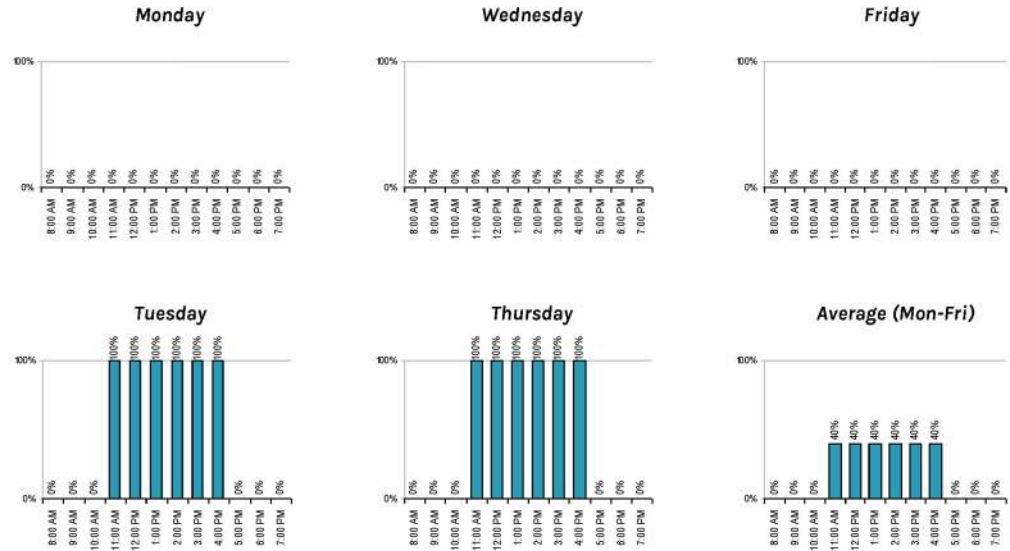 Monday
100%
0% 0% 0% 0% 0% 0% 0% 0% 0% 0% 0% 0%
0%
8:00 AM 9:00 AM 10:00 AM 11:00 AM 12:00 PM 1:00 PM 2:00 PM 3:00 PM 4:00 PM 5:00 PM 6:00 PM 7:00 PM
Wednesday
100%
0% 0% 0% 0% 0% 0% 0% 0% 0% 0% 0% 0%
0%
8:00 AM 9:00 AM 10:00 AM 11:00 AM 12:00 PM 1:00 PM 2:00 PM 3:00 PM 4:00 PM 5:00 PM 6:00 PM 7:00 PM
Friday
100%
0% 0% 0% 0% 0% 0% 0% 0% 0% 0% 0% 0%
0%
8:00 AM 9:00 AM 10:00 AM 11:00 AM 12:00 PM 1:00 PM 2:00 PM 3:00 PM 4:00 PM 5:00 PM 6:00 PM 7:00 PM
Tuesday
100%
0% 0% 0% 100% 100% 100% 100% 100% 100% 0% 0% 0%
0%
8:00 AM 9:00 AM 10:00 AM 11:00 AM 12:00 PM 1:00 PM 2:00 PM 3:00 PM 4:00 PM 5:00 PM 6:00 PM 7:00 PM
Thursday
100%
0% 0% 0% 100% 100% 100% 100% 100% 100% 0% 0% 0%
0%
8:00 AM 9:00 AM 10:00 AM 11:00 AM 12:00 PM 1:00 PM 2:00 PM 3:00 PM 4:00 PM 5:00 PM 6:00 PM 7:00 PM
Average (Mon-Fri)
100%
0% 0% 0% 40% 40% 40% 40% 40% 40% 0% 0% 0%
0%
8:00 AM 9:00 AM 10:00 AM 11:00 AM 12:00 PM 1:00 PM 2:00 PM 3:00 PM 4:00 PM 5:00 PM 6:00 PM 7:00 PM